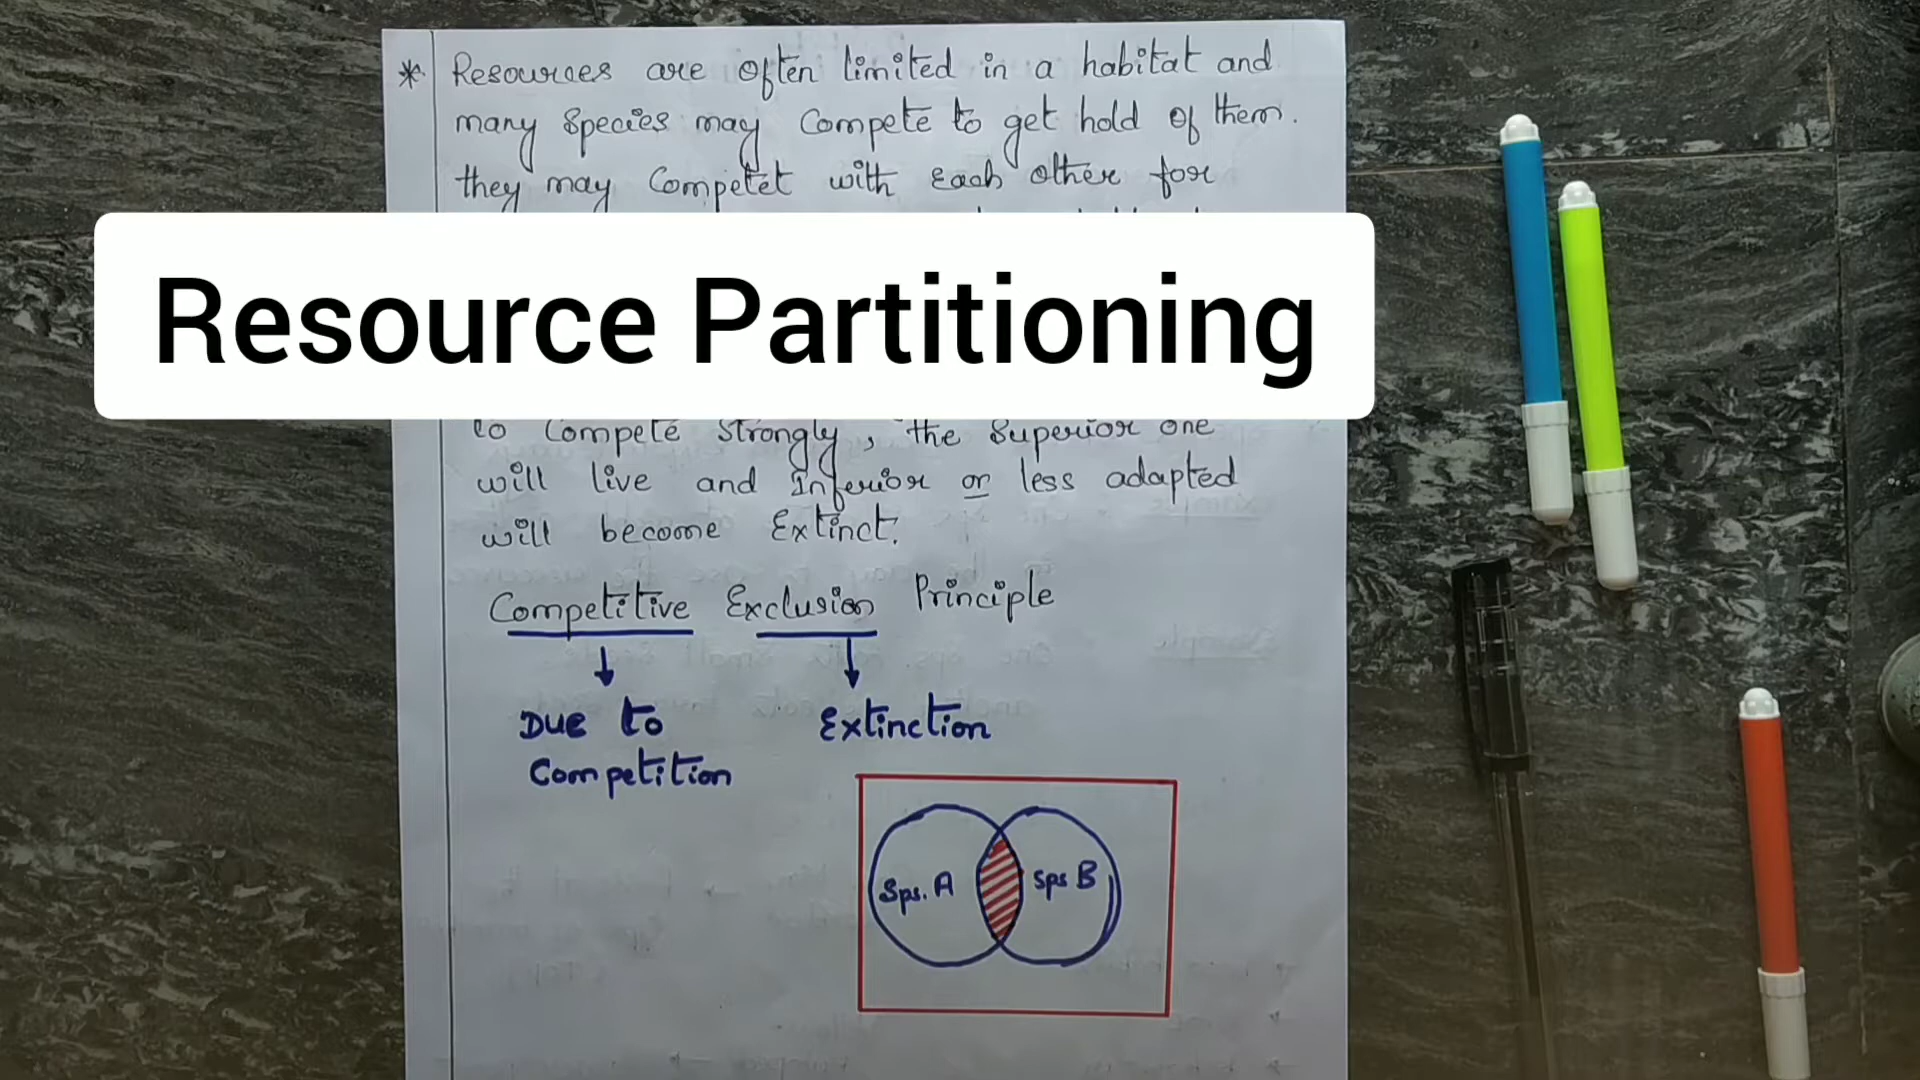 * Resources are often limited in a habitat and
many species may compete to get hold of them.
they may competet with each other for
Resource Partitioning
to compete strongly, the superior one
will live and inferior or less adapted
will become Extinct.
Competitive Exclusion Principle
Due to Extinction
Competition
Sps. A sps B